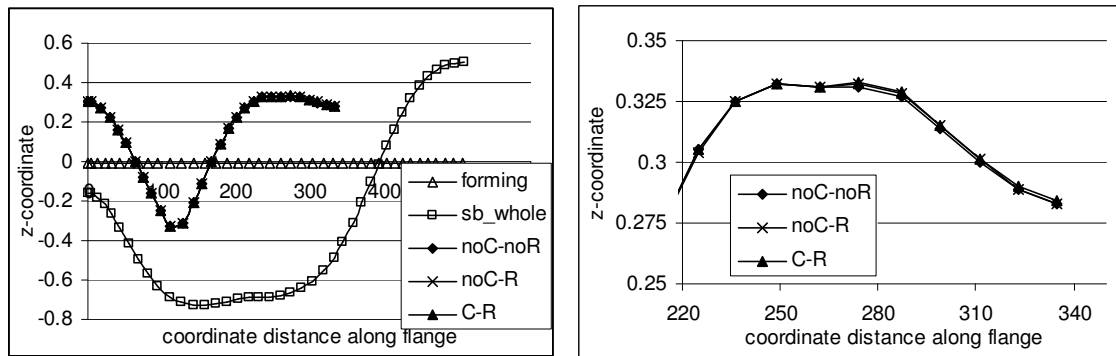 0.6
0.4
0.2
0
-0.2
-0.4
-0.6
-0.8
z-coordinate
0 100 200 300 400
coordinate distance along flange
forming
sb_whole
noC-noR
noC-R
C-R
0.35
0.325
0.3
0.275
0.25
z-coordinate
noC-noR
noC-R
C-R
220 250 280 310 340
coordinate distance along flange